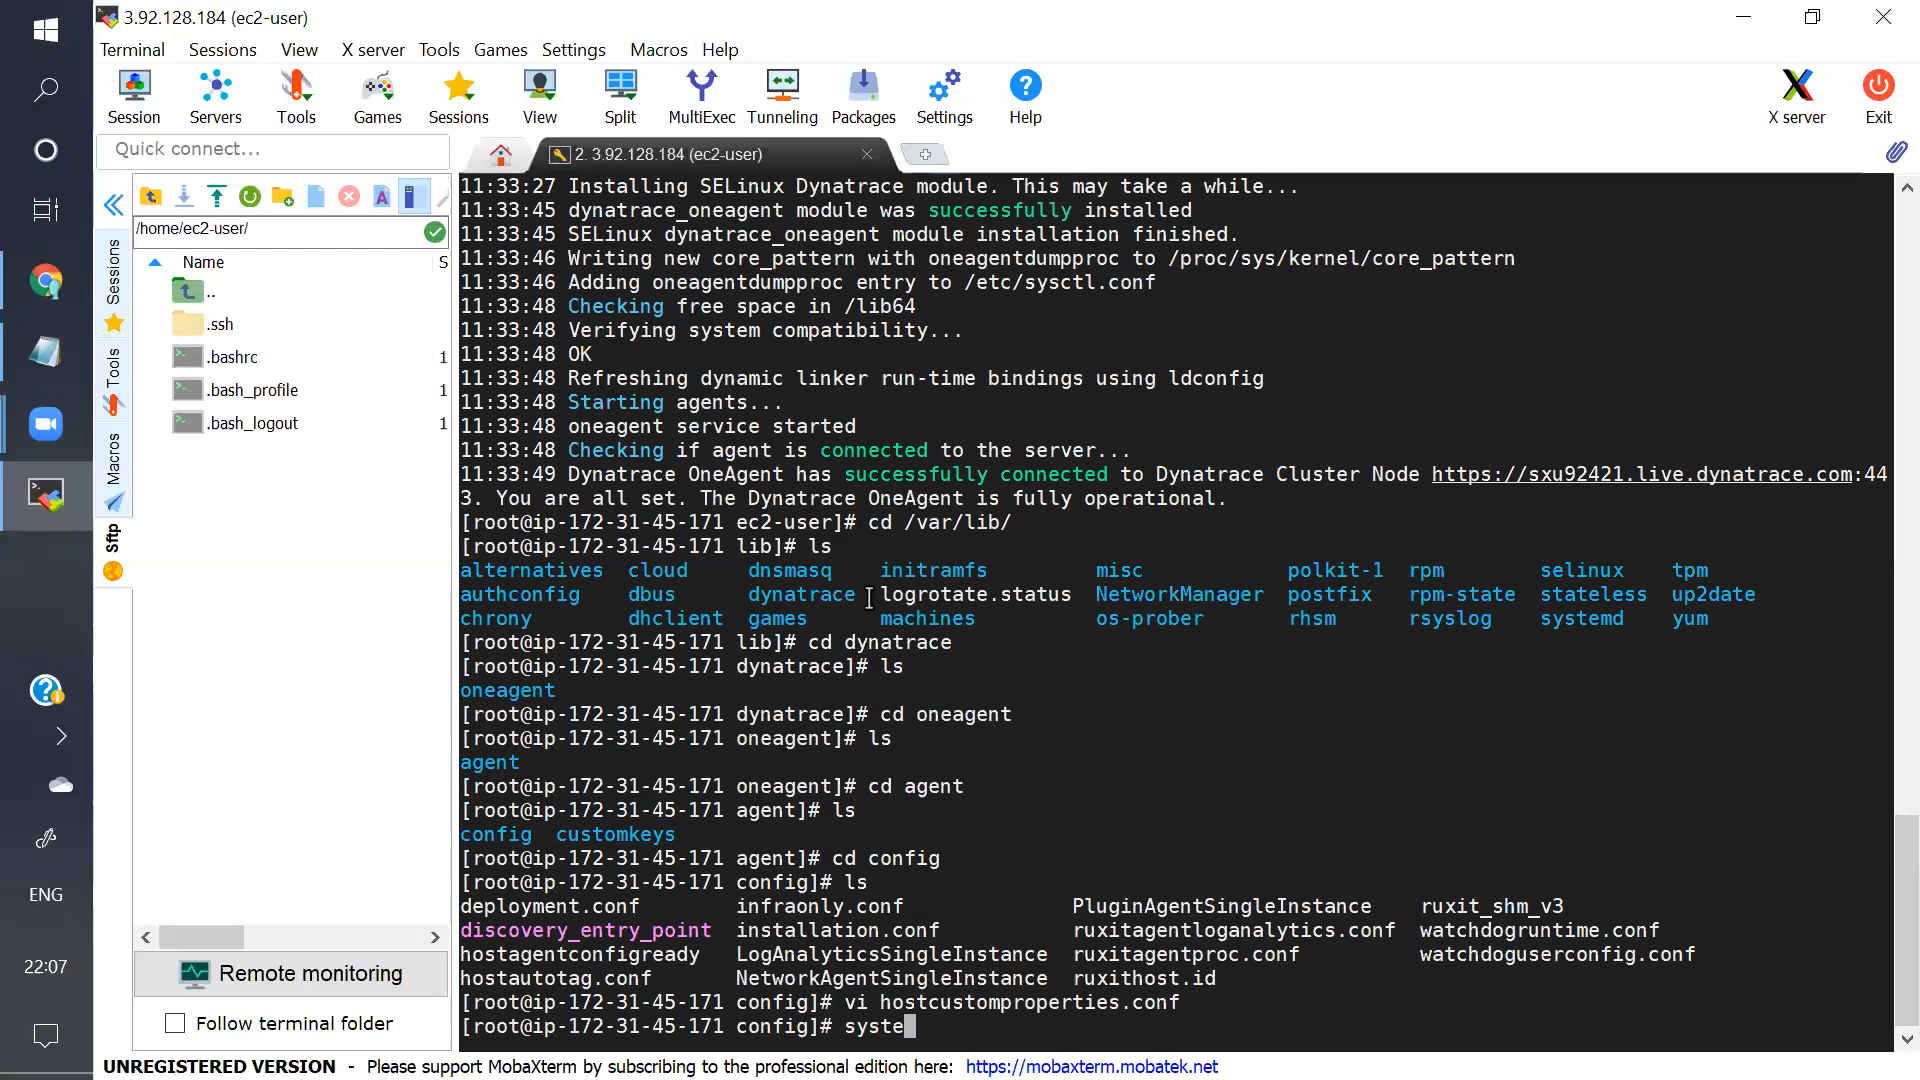 3.92.128.184 (ec2-user)
Terminal Sessions View X server Tools Games Settings Macros Help
Session Servers Tools Games Sessions View Split MultiExec Tunneling Packages Settings Help X server Exit
Quick connect...
2. 3.92.128.184 (ec2-user)
/home/ec2-user/
Name S
..
.ssh
.bashrc 1
.bash_profile 1
.bash_logout 1
Sessions
Tools
Macros
Sftp
Remote monitoring
Follow terminal folder
11:33:27 Installing SELinux Dynatrace module. This may take a while...
11:33:45 dynatrace_oneagent module was successfully installed
11:33:45 SELinux dynatrace_oneagent module installation finished.
11:33:46 Writing new core_pattern with oneagentdumpproc to /proc/sys/kernel/core_pattern
11:33:46 Adding oneagentdumpproc entry to /etc/sysctl.conf
11:33:48 Checking free space in /lib64
11:33:48 Verifying system compatibility...
11:33:48 OK
11:33:48 Refreshing dynamic linker run-time bindings using ldconfig
11:33:48 Starting agents...
11:33:48 oneagent service started
11:33:48 Checking if agent is connected to the server...
11:33:49 Dynatrace OneAgent has successfully connected to Dynatrace Cluster Node https://sxu92421.live.dynatrace.com:44
3. You are all set. The Dynatrace OneAgent is fully operational.
[root@ip-172-31-45-171 ec2-user]# cd /var/lib/
[root@ip-172-31-45-171 lib]# ls
alternatives cloud dnsmasq initramfs misc polkit-1 rpm selinux tpm
authconfig dbus dynatrace logrotate.status NetworkManager postfix rpm-state stateless up2date
chrony dhclient games machines os-prober rhsm rsyslog systemd yum
[root@ip-172-31-45-171 lib]# cd dynatrace
[root@ip-172-31-45-171 dynatrace]# ls
oneagent
[root@ip-172-31-45-171 dynatrace]# cd oneagent
[root@ip-172-31-45-171 oneagent]# ls
agent
[root@ip-172-31-45-171 oneagent]# cd agent
[root@ip-172-31-45-171 agent]# ls
config customkeys
[root@ip-172-31-45-171 agent]# cd config
[root@ip-172-31-45-171 config]# ls
deployment.conf infraonly.conf PluginAgentSingleInstance ruxit_shm_v3
discovery_entry_point installation.conf ruxitagentloganalytics.conf watchdogruntime.conf
hostagentconfigready LogAnalyticsSingleInstance ruxitagentproc.conf watchdoguserconfig.conf
hostautotag.conf NetworkAgentSingleInstance ruxithost.id
[root@ip-172-31-45-171 config]# vi hostcustomproperties.conf
[root@ip-172-31-45-171 config]# syste
ENG
22:07
UNREGISTERED VERSION - Please support MobaXterm by subscribing to the professional edition here: https://mobaxterm.mobatek.net